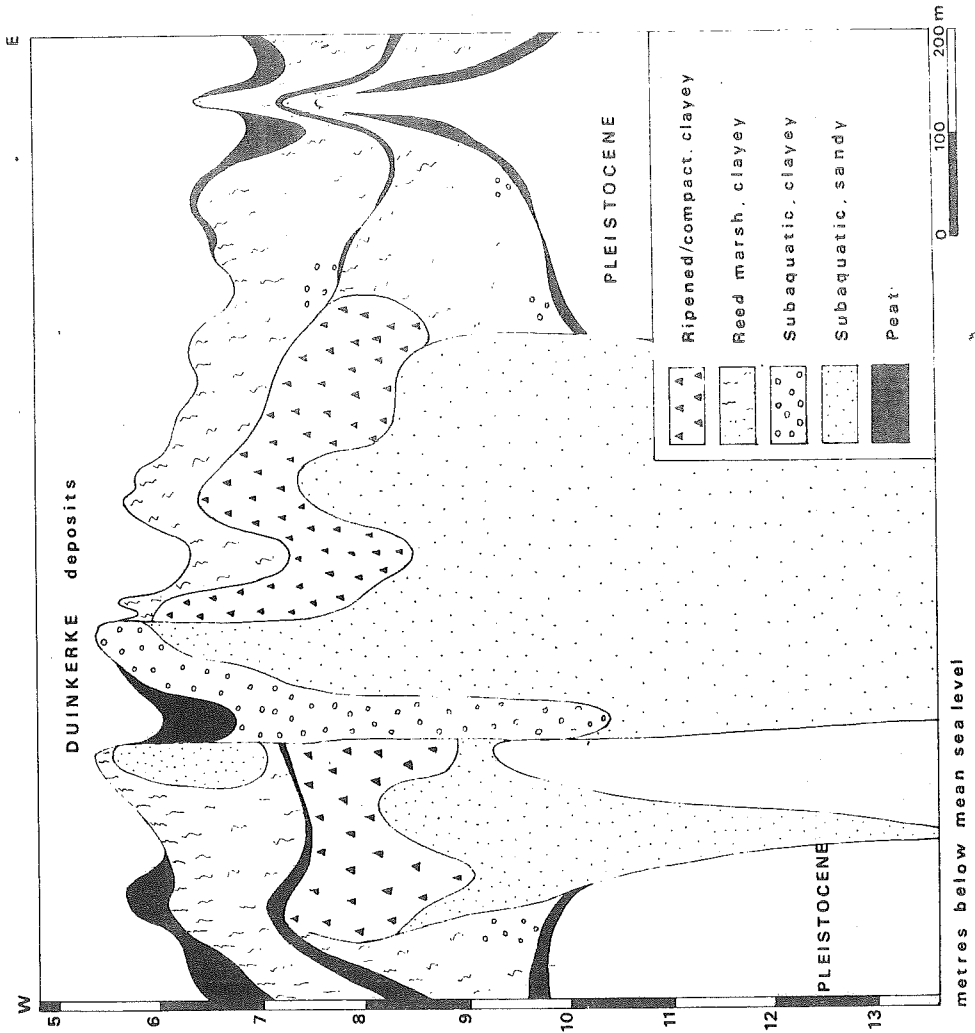 W
E
DUINKERKE deposits
5
6
7
8
9
10
11
12
13
PLEISTOCENE
PLEISTOCENE
Ripened/compact. clayey
Reed marsh, clayey
Subaquatic, clayey
Subaquatic, sandy
Peat
0 100 200 m
metres below mean sea level